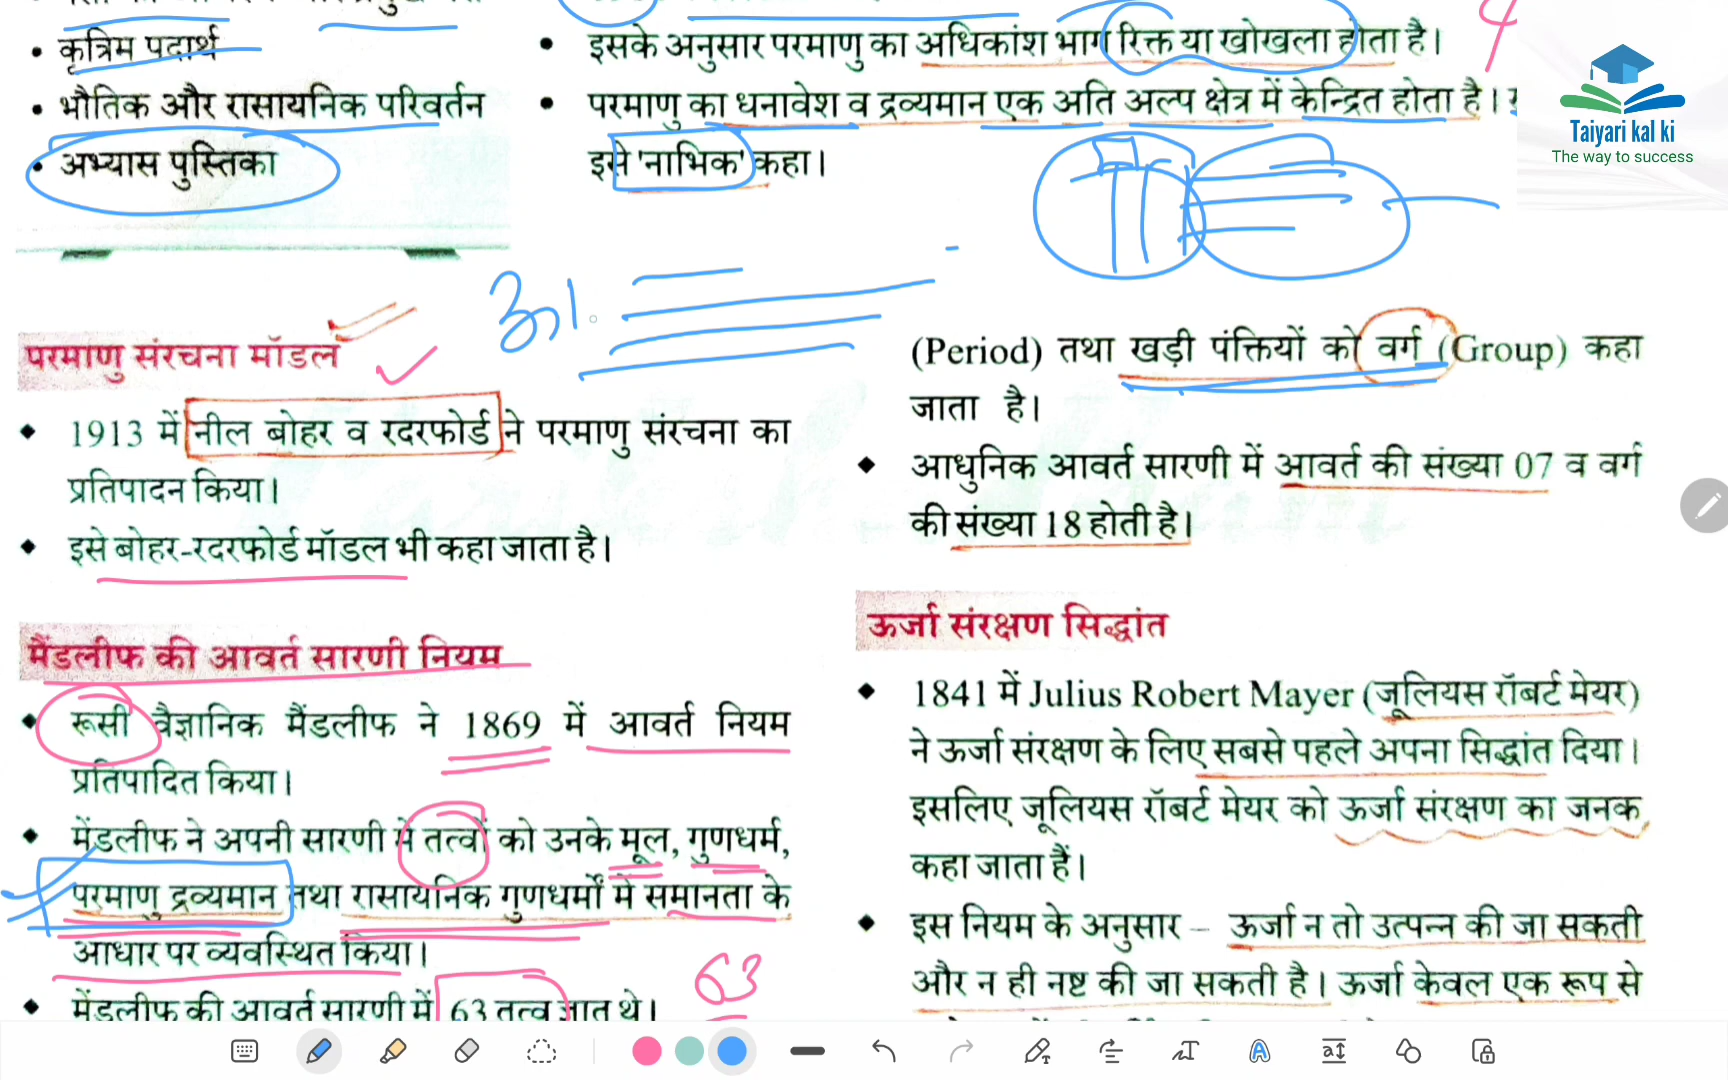 • कृत्रिम पदार्थ
• भौतिक और रासायनिक परिवर्तन
• अभ्यास पुस्तिका
• इसके अनुसार परमाणु का अधिकांश भाग रिक्त या खोखला होता है।
• परमाणु का धनावेश व द्रव्यमान एक अति अल्प क्षेत्र में केन्द्रित होता है।
इसे 'नाभिक' कहा।
Taiyari kal ki
The way to success
परमाणु संरचना मॉडल
◆ 1913 में नील बोहर व रदरफोर्ड ने परमाणु संरचना का
प्रतिपादन किया।
◆ इसे बोहर-रदरफोर्ड मॉडल भी कहा जाता है।
मैंडलीफ की आवर्त सारणी नियम
◆ रूसी वैज्ञानिक मैंडलीफ ने 1869 में आवर्त नियम
प्रतिपादित किया।
◆ मेंडलीफ ने अपनी सारणी में तत्वों को उनके मूल, गुणधर्म,
परमाणु द्रव्यमान तथा रासायनिक गुणधर्मों में समानता के
आधार पर व्यवस्थित किया।
63
◆ मेंडलीफ की आवर्त सारणी में 63 तत्व ज्ञात थे।
(Period) तथा खड़ी पंक्तियों को वर्ग (Group) कहा
जाता है।
◆ आधुनिक आवर्त सारणी में आवर्त की संख्या 07 व वर्ग
की संख्या 18 होती है।
ऊर्जा संरक्षण सिद्धांत
◆ 1841 में Julius Robert Mayer (जूलियस रॉबर्ट मेयर)
ने ऊर्जा संरक्षण के लिए सबसे पहले अपना सिद्धांत दिया।
इसलिए जूलियस रॉबर्ट मेयर को ऊर्जा संरक्षण का जनक
कहा जाता हैं।
◆ इस नियम के अनुसार – ऊर्जा न तो उत्पन्न की जा सकती
और न ही नष्ट की जा सकती है। ऊर्जा केवल एक रूप से